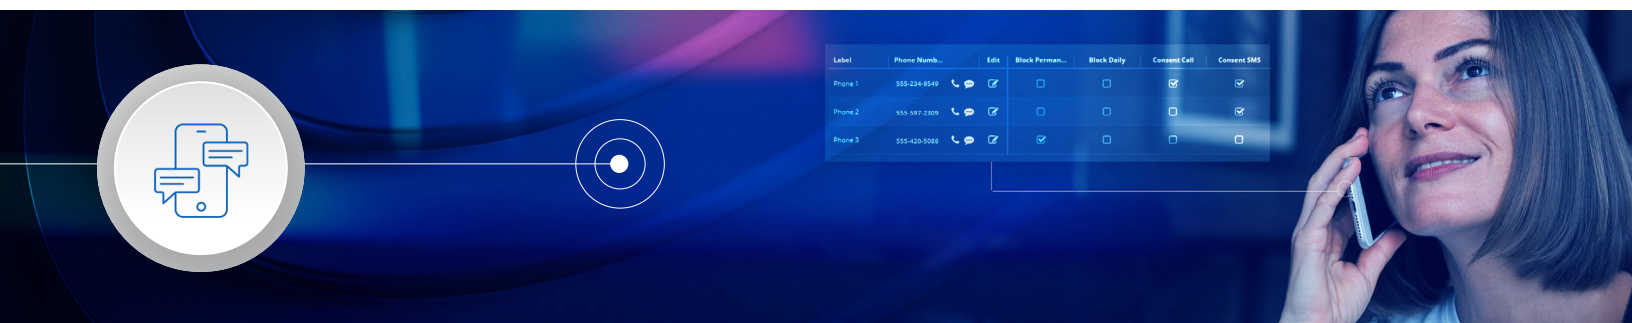 Label Phone Numb... Edit Block Perman... Block Daily Consent Call Consent SMS
Phone 1 555-234-9549
Phone 2 555-597-2309
Phone 3 555-420-5088